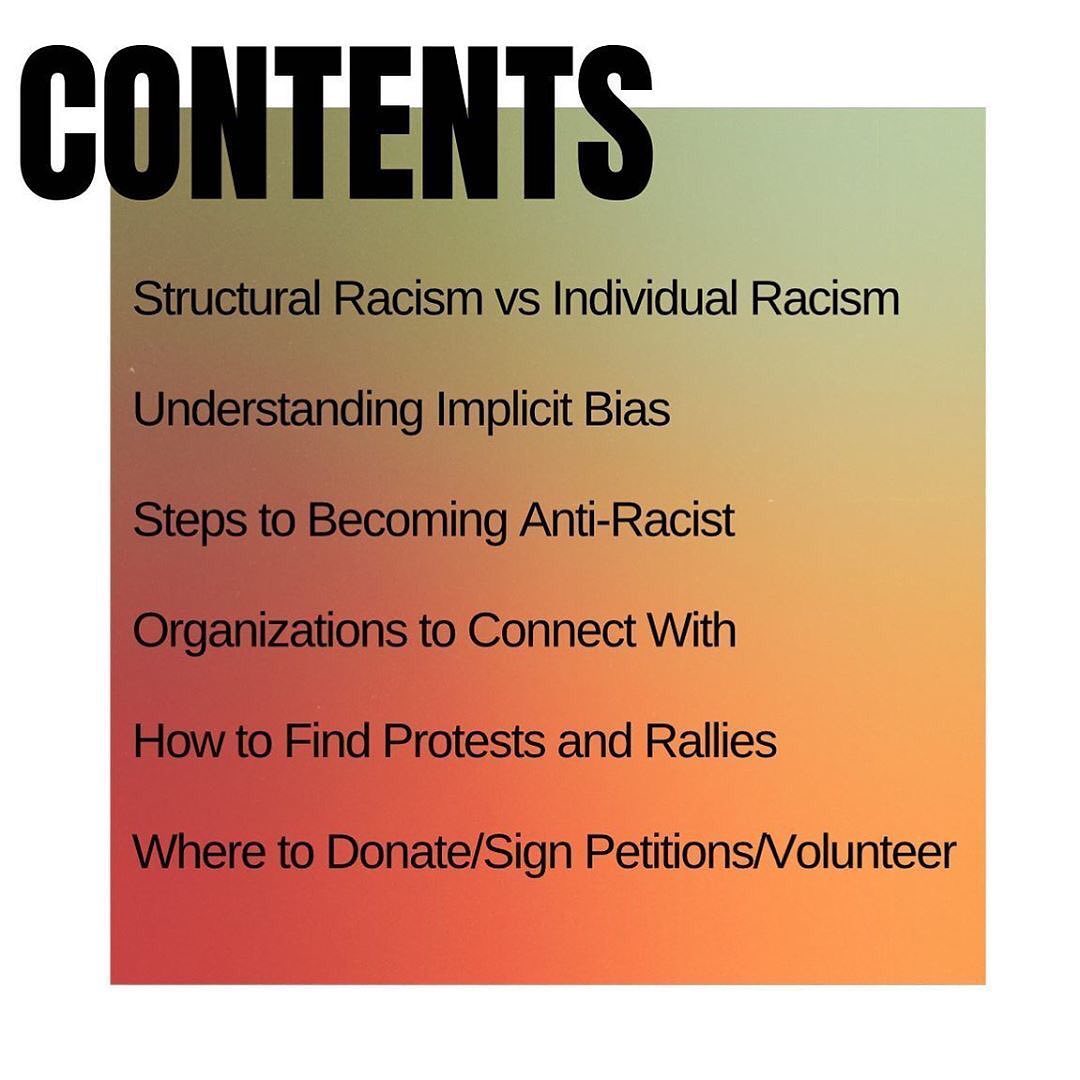 CONTENTS
Structural Racism vs Individual Racism
Understanding Implicit Bias
Steps to Becoming Anti-Racist
Organizations to Connect With
How to Find Protests and Rallies
Where to Donate/Sign Petitions/Volunteer